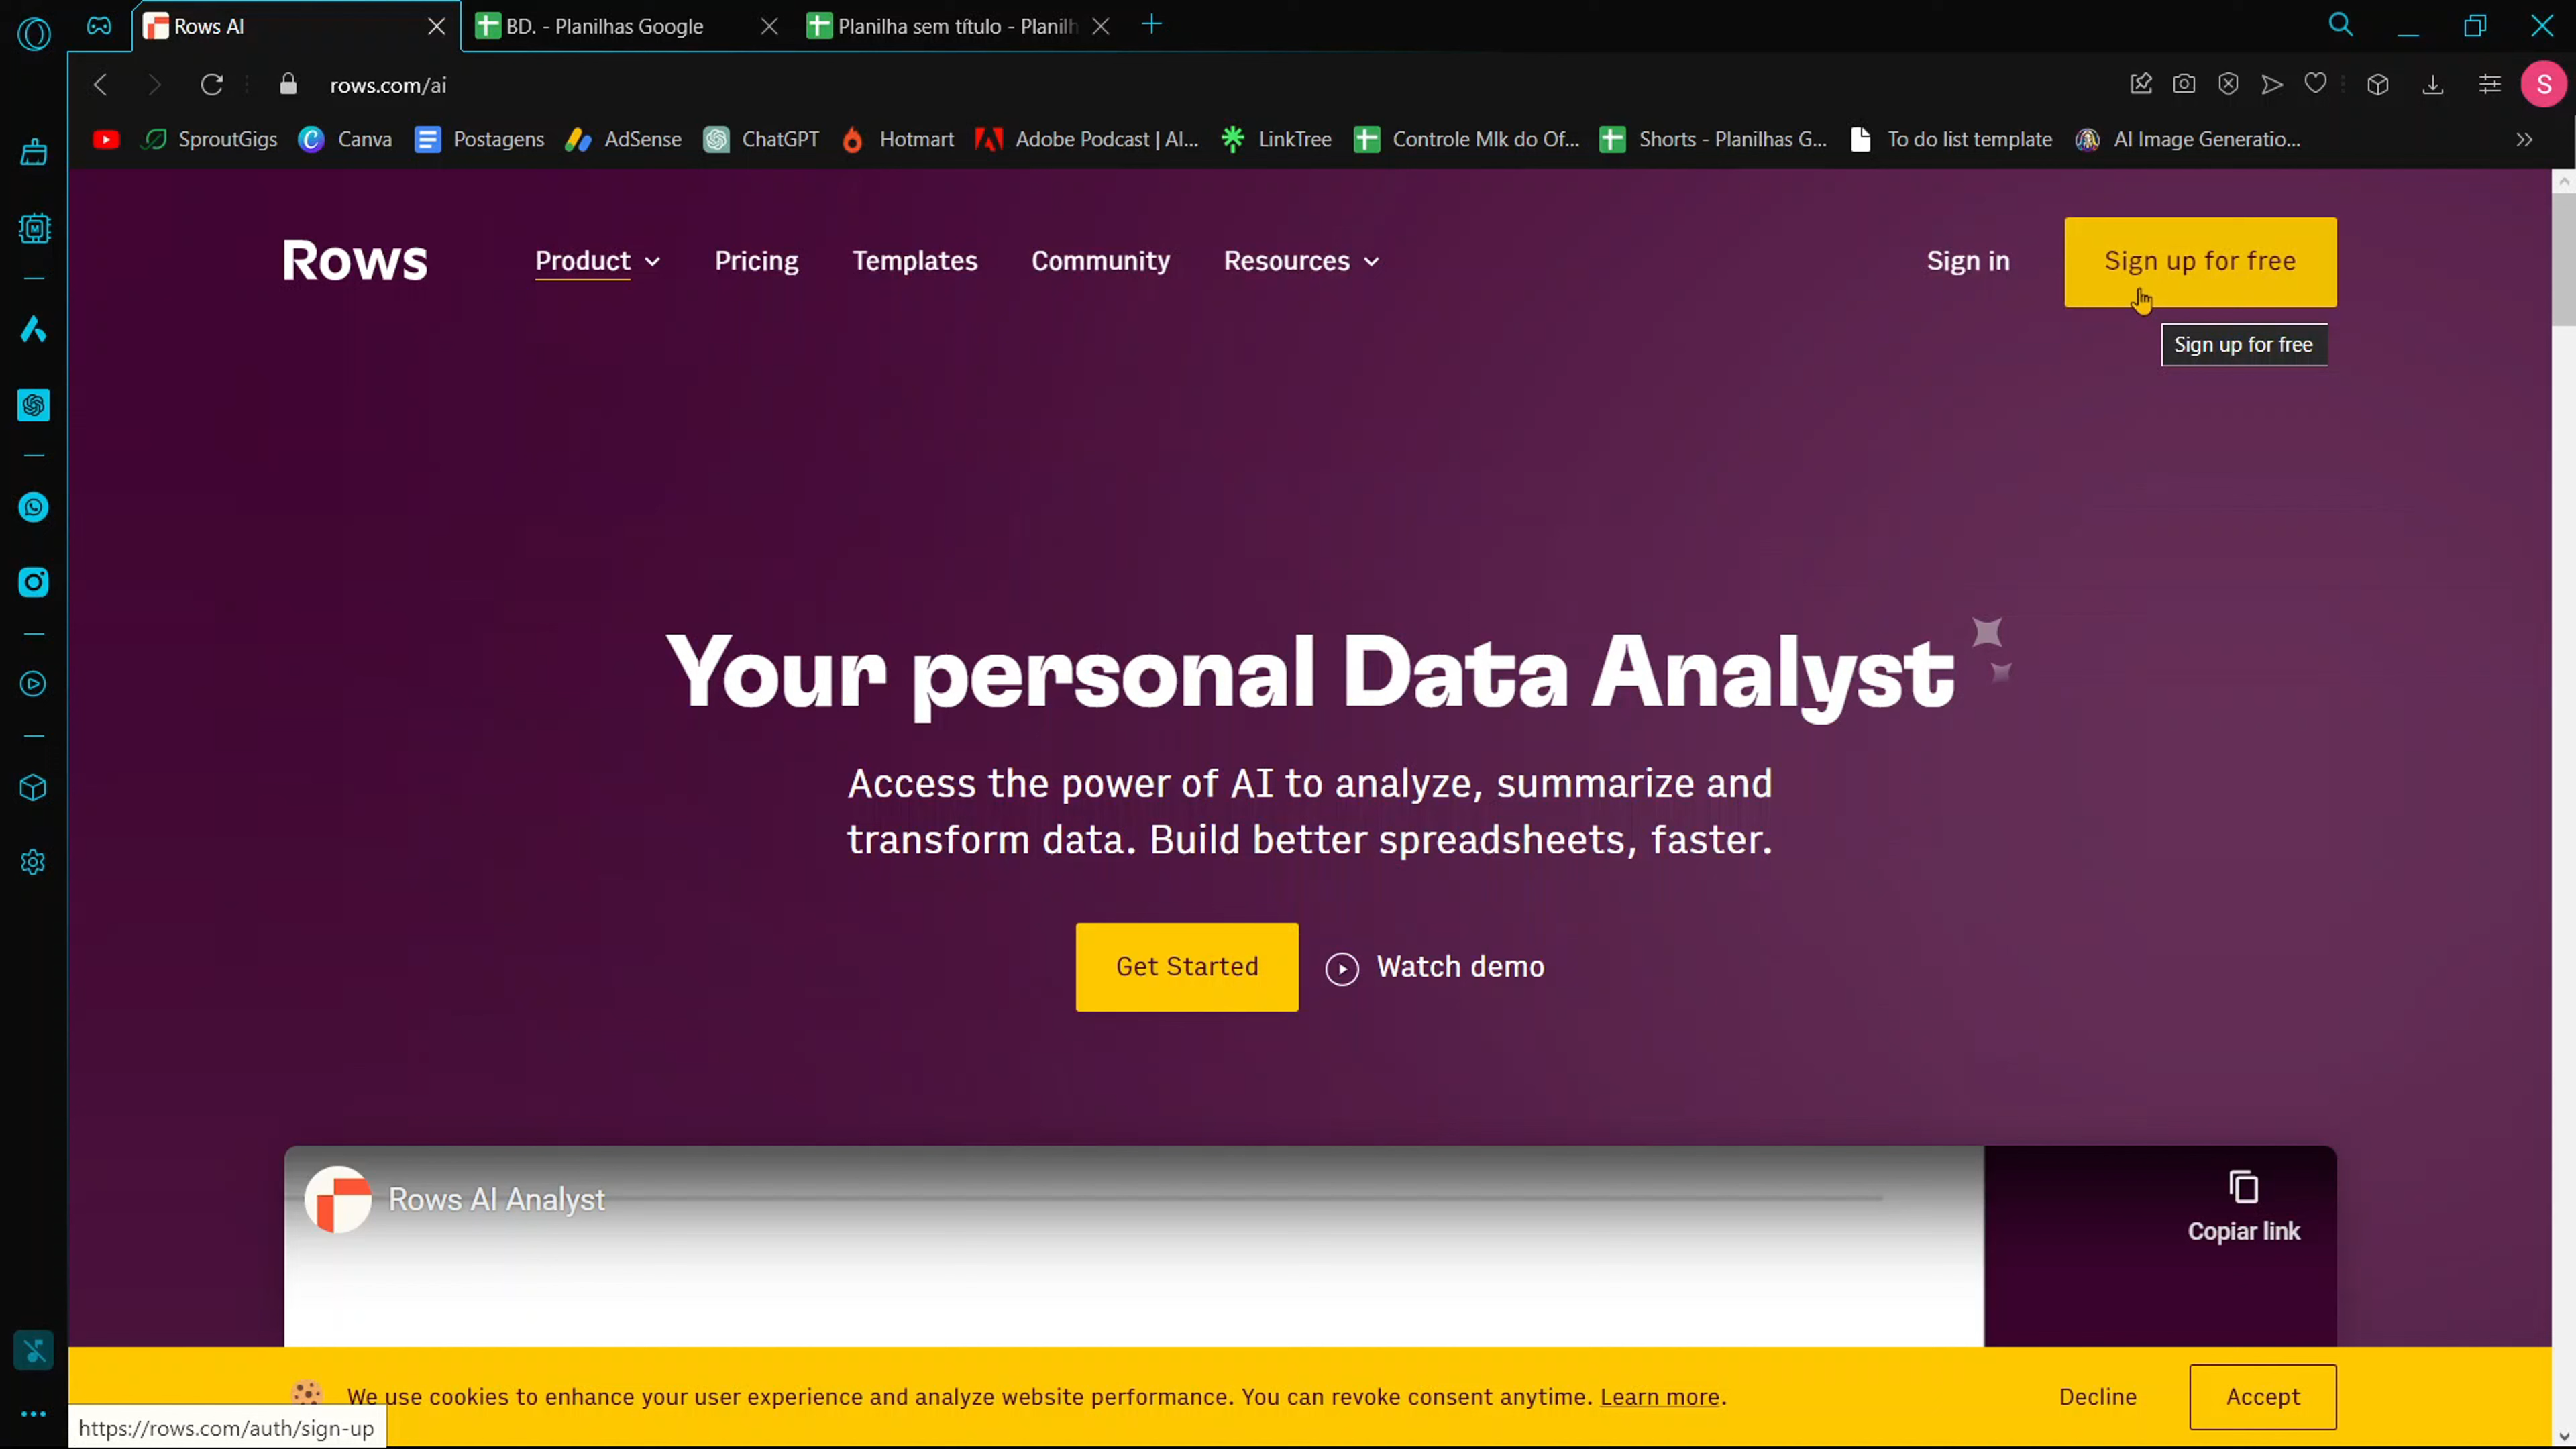 Rows AI
BD. - Planilhas Google
Planilha sem título - Planilh
rows.com/ai
S
SproutGigs
Canva
Postagens
AdSense
ChatGPT
Hotmart
Adobe Podcast | AI...
LinkTree
Controle Mlk do Of...
Shorts - Planilhas G...
To do list template
AI Image Generatio...
Rows
Product
Pricing
Templates
Community
Resources
Sign in
Sign up for free
Sign up for free
Your personal Data Analyst
Access the power of AI to analyze, summarize and
transform data. Build better spreadsheets, faster.
Get Started
Watch demo
Rows AI Analyst
Copiar link
We use cookies to enhance your user experience and analyze website performance. You can revoke consent anytime. Learn more.
Decline
Accept
https://rows.com/auth/sign-up